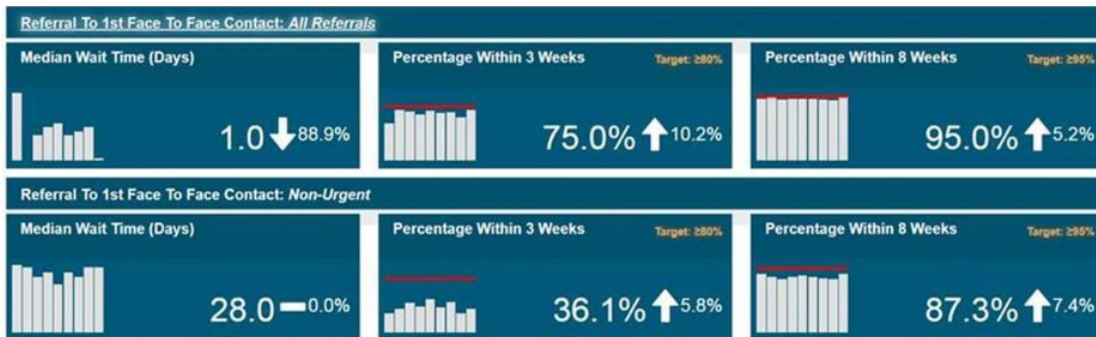 Referral To 1st Face To Face Contact: All Referrals
Median Wait Time (Days)
1.0 88.9%
Percentage Within 3 Weeks Target: ≥80%
75.0% 10.2%
Percentage Within 8 Weeks Target: ≥95%
95.0% 5.2%
Referral To 1st Face To Face Contact: Non-Urgent
Median Wait Time (Days)
28.0 0.0%
Percentage Within 3 Weeks Target: ≥80%
36.1% 5.8%
Percentage Within 8 Weeks Target: ≥95%
87.3% 7.4%